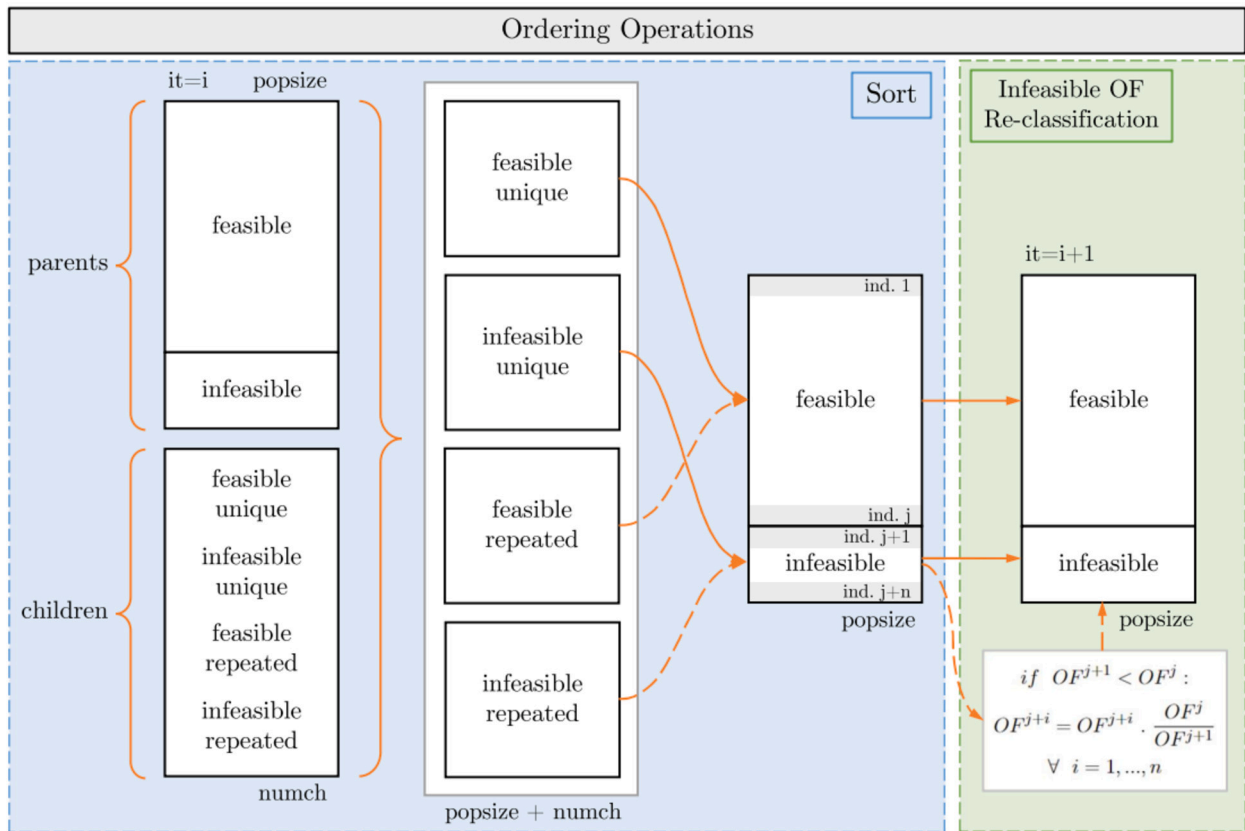 Ordering Operations
it=i popsize
Sort
Infeasible OF
Re-classification
parents
feasible
infeasible
children
feasible
unique
infeasible
unique
feasible
repeated
infeasible
repeated
numch
feasible
unique
infeasible
unique
feasible
repeated
infeasible
repeated
popsize + numch
ind. 1
feasible
ind. j
ind. j+1
infeasible
ind. j+n
popsize
it=i+1
feasible
infeasible
popsize
if OF^{j+1} < OF^{j} :
OF^{j+i} = OF^{j+i} . \frac{OF^{j}}{OF^{j+1}}
∀ i = 1, ..., n